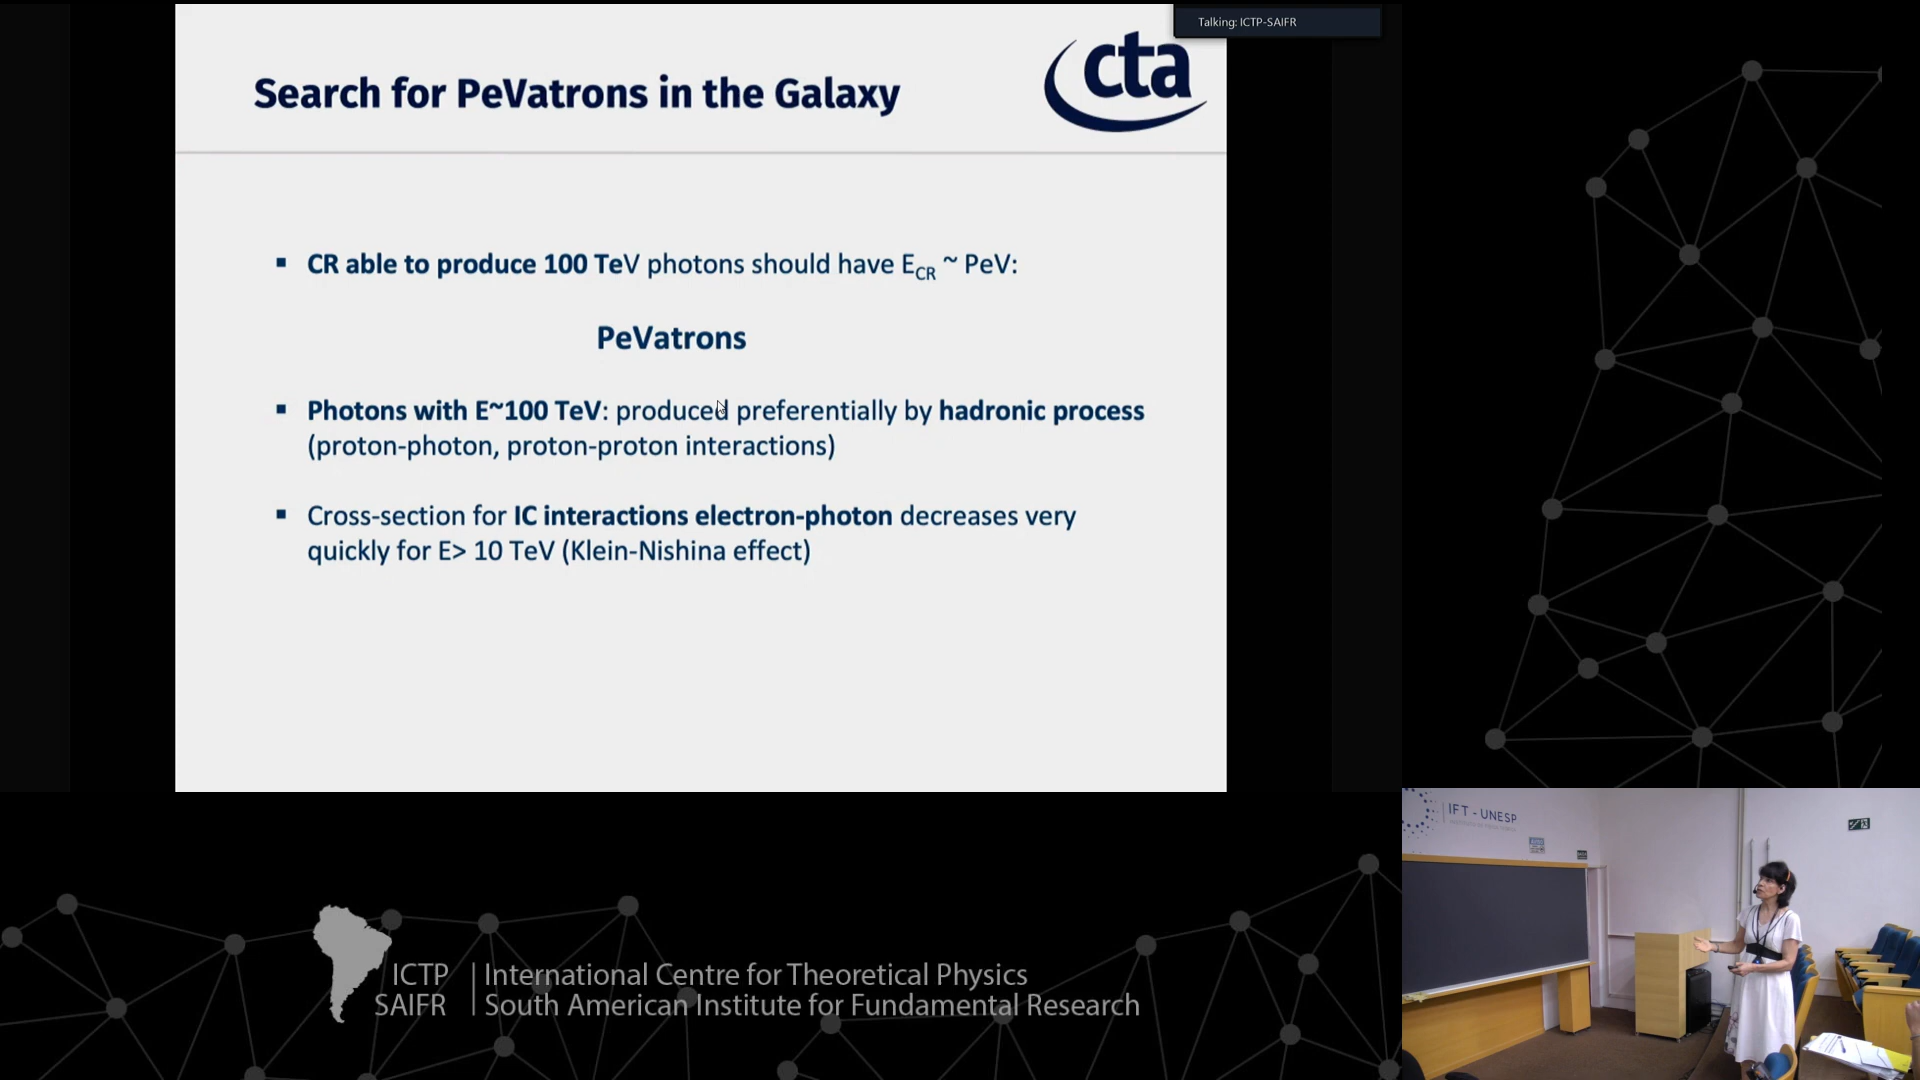 Talking: ICTP-SAIFR
cta
Search for PeVatrons in the Galaxy
▪ CR able to produce 100 TeV photons should have E_CR ~ PeV:
PeVatrons
▪ Photons with E~100 TeV: produced preferentially by hadronic process
(proton-photon, proton-proton interactions)
▪ Cross-section for IC interactions electron-photon decreases very
quickly for E> 10 TeV (Klein-Nishina effect)
IFT - UNESP
ICTP | International Centre for Theoretical Physics
SAIFR | South American Institute for Fundamental Research